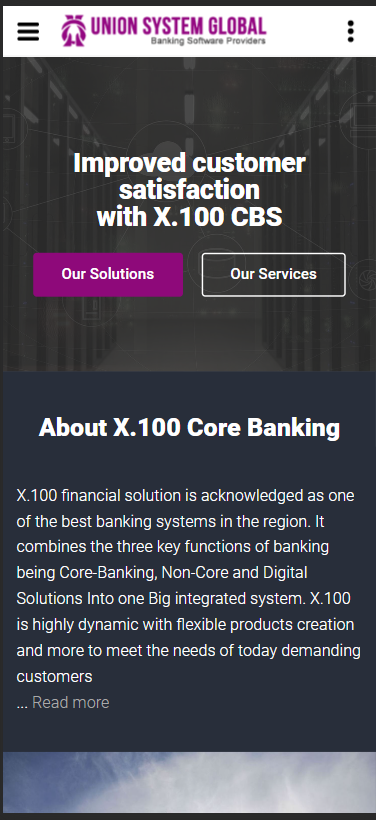 UNION SYSTEM GLOBAL
Banking Software Providers
Improved customer
satisfaction
with X.100 CBS
Our Solutions
Our Services
About X.100 Core Banking
X.100 financial solution is acknowledged as one
of the best banking systems in the region. It
combines the three key functions of banking
being Core-Banking, Non-Core and Digital
Solutions Into one Big integrated system. X.100
is highly dynamic with flexible products creation
and more to meet the needs of today demanding
customers
... Read more